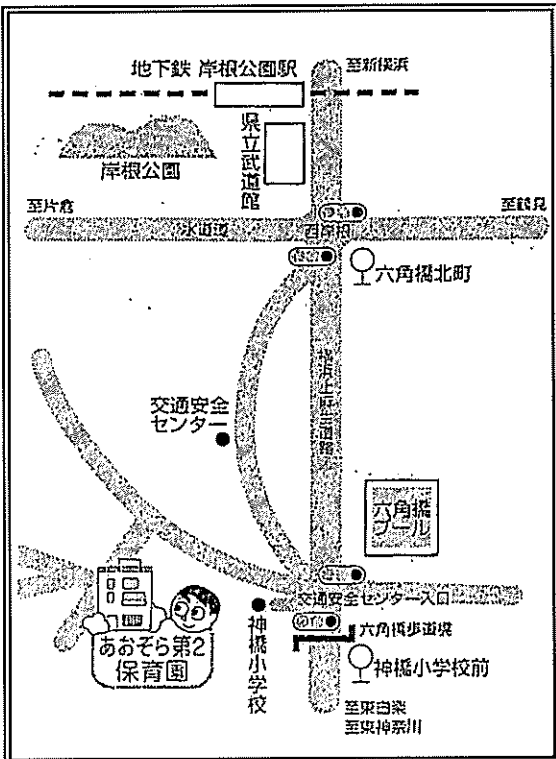 地下鉄 岸根公園駅
至新横浜
県立武道館
岸根公園
至片倉
至鶴見
水道道
西岸根
六角橋北町
横浜上麻生道路
交通安全
センター
六角橋
プール
交通安全センター入口
あおぞら第2
保育園
神橋小学校
六角橋歩道橋
神橋小学校前
至東白楽
至東神奈川